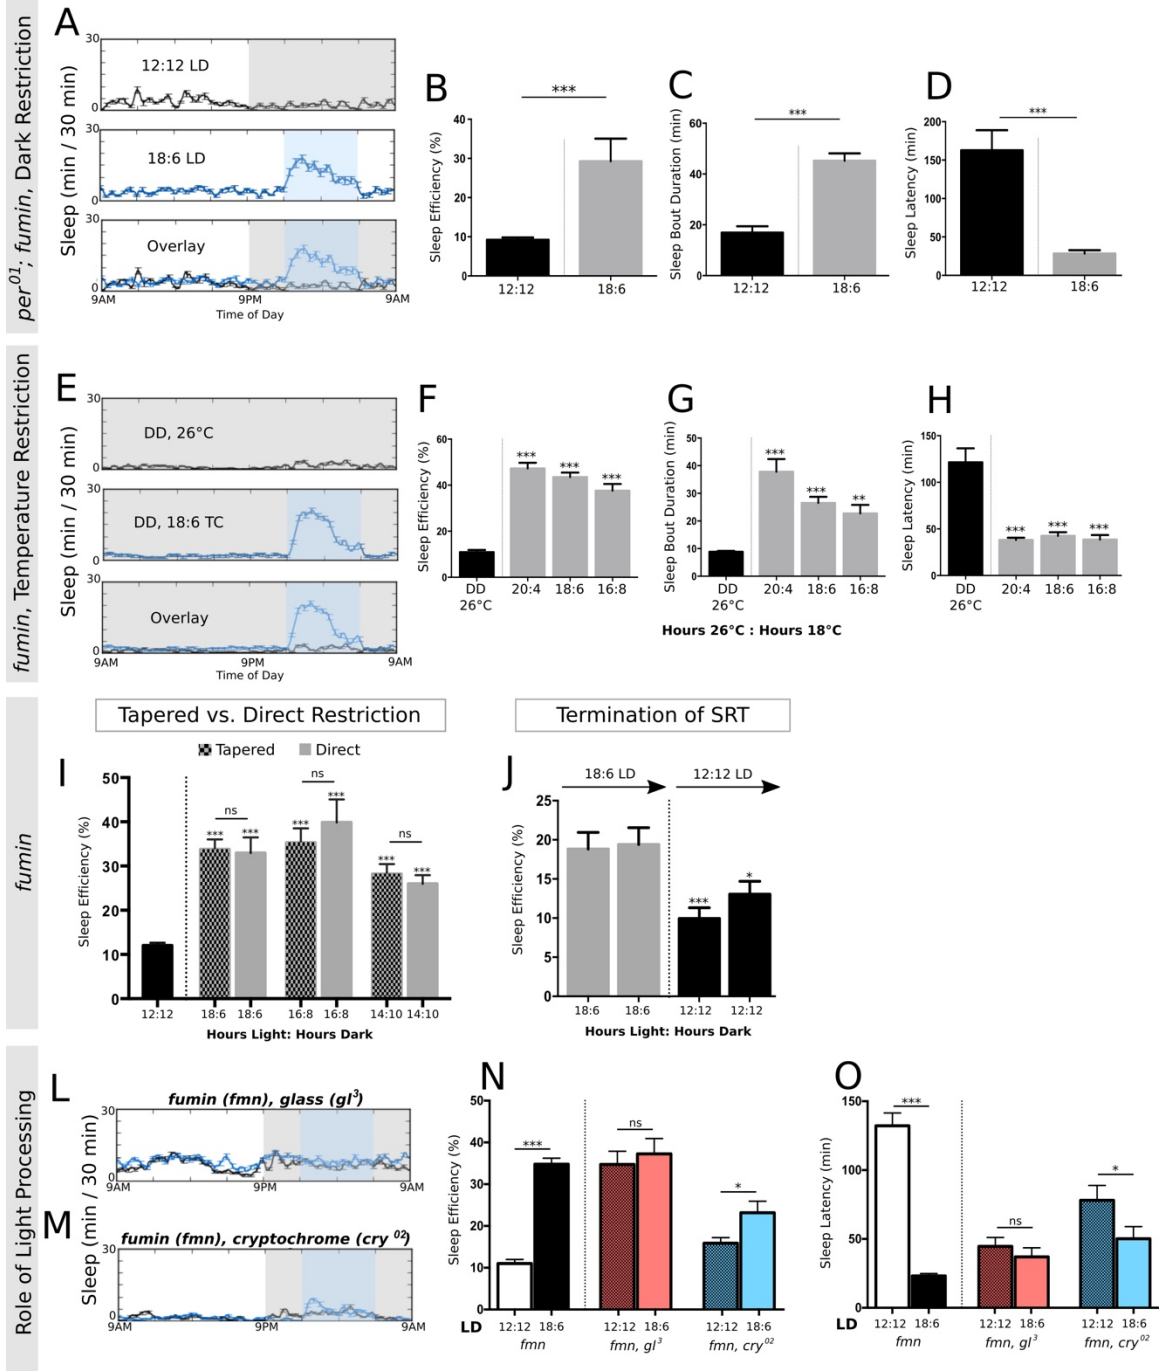 per01; fumin, Dark Restriction
A
Sleep (min / 30 min)
30
12:12 LD
0
30
18:6 LD
0
30
Overlay
0
9AM 9PM 9AM
Time of Day
B
Sleep Efficiency (%)
40
30
20
10
0
***
12:12 18:6
C
Sleep Bout Duration (min)
60
40
20
0
***
12:12 18:6
D
Sleep Latency (min)
200
150
100
50
0
***
12:12 18:6
fumin, Temperature Restriction
E
Sleep (min / 30 min)
30
DD, 26°C
0
30
DD, 18:6 TC
0
30
Overlay
0
9AM 9PM 9AM
Time of Day
F
Sleep Efficiency (%)
60
40
20
0
*** *** ***
DD 20:4 18:6 16:8
26°C
G
Sleep Bout Duration (min)
50
40
30
20
10
0
*** *** **
DD 20:4 18:6 16:8
26°C
H
Sleep Latency (min)
150
100
50
0
*** *** ***
DD 20:4 18:6 16:8
26°C
Hours 26°C : Hours 18°C
fumin
Tapered vs. Direct Restriction
Tapered Direct
I
Sleep Efficiency (%)
50
40
30
20
10
0
ns ns ns
*** *** *** *** *** ***
12:12 18:6 18:6 16:8 16:8 14:10 14:10
Hours Light: Hours Dark
Termination of SRT
J
18:6 LD 12:12 LD
Sleep Efficiency (%)
25
20
15
10
5
0
*** *
18:6 18:6 12:12 12:12
Hours Light: Hours Dark
Role of Light Processing
L
fumin (fmn), glass (gl3)
Sleep (min / 30 min)
30
0
9AM 9PM 9AM
M
fumin (fmn), cryptochrome (cry 02)
30
0
9AM 9PM 9AM
N
Sleep Efficiency (%)
50
40
30
20
10
0
*** ns *
LD 12:12 18:6 12:12 18:6 12:12 18:6
fmn fmn, gl3 fmn, cry02
O
Sleep Latency (min)
150
100
50
0
*** ns *
LD 12:12 18:6 12:12 18:6 12:12 18:6
fmn fmn, gl3 fmn, cry02